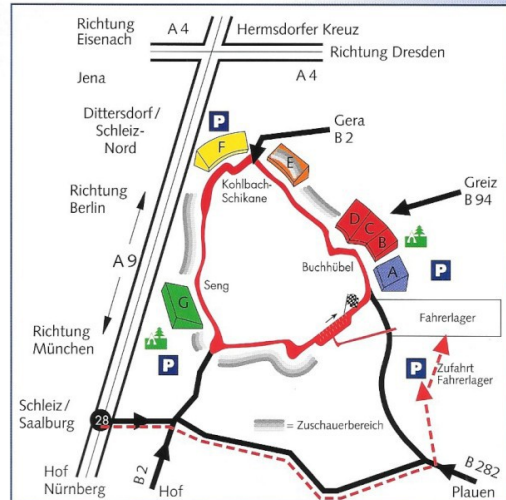 Richtung
Eisenach
A 4
Hermsdorfer Kreuz
Richtung Dresden
A 4
Jena
Dittersdorf/
Schleiz-
Nord
P
F
Gera
B 2
E
Kohlbach-
Schikane
Greiz
B 94
Richtung
Berlin
D
C
B
A 9
Buchhübel
A
P
Seng
G
Fahrerlager
Richtung
München
P
P
Zufahrt
Fahrerlager
Schleiz/
Saalburg
28
= Zuschauerbereich
Hof
Nürnberg
B 2
Hof
B 282
Plauen